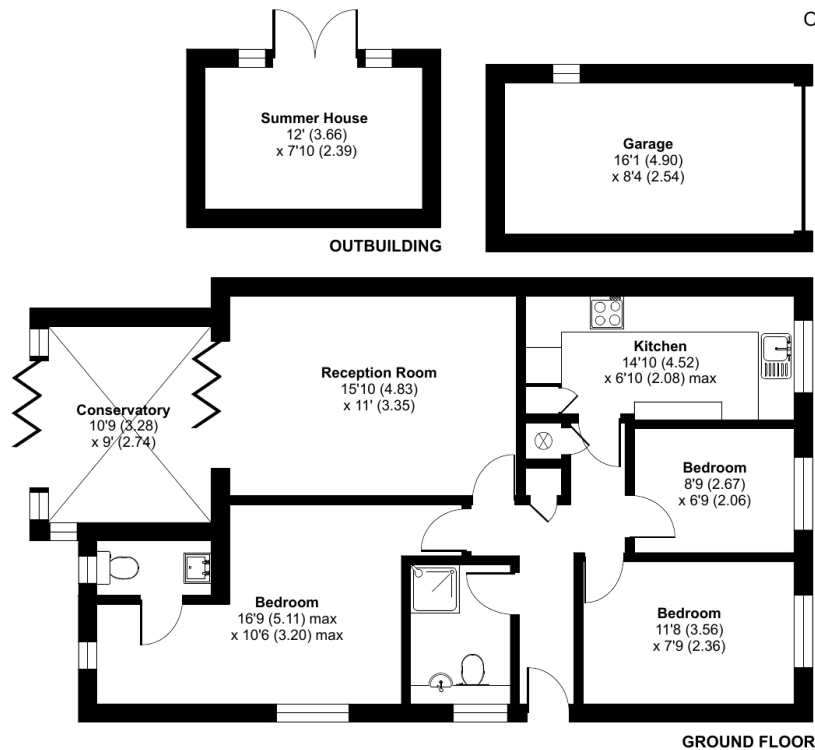 C
Summer House
12' (3.66)
x 7'10 (2.39)
OUTBUILDING
Garage
16'1 (4.90)
x 8'4 (2.54)
Reception Room
15'10 (4.83)
x 11' (3.35)
Kitchen
14'10 (4.52)
x 6'10 (2.08) max
Conservatory
10'9 (3.28)
x 9' (2.74)
Bedroom
8'9 (2.67)
x 6'9 (2.06)
Bedroom
16'9 (5.11) max
x 10'6 (3.20) max
Bedroom
11'8 (3.56)
x 7'9 (2.36)
GROUND FLOOR